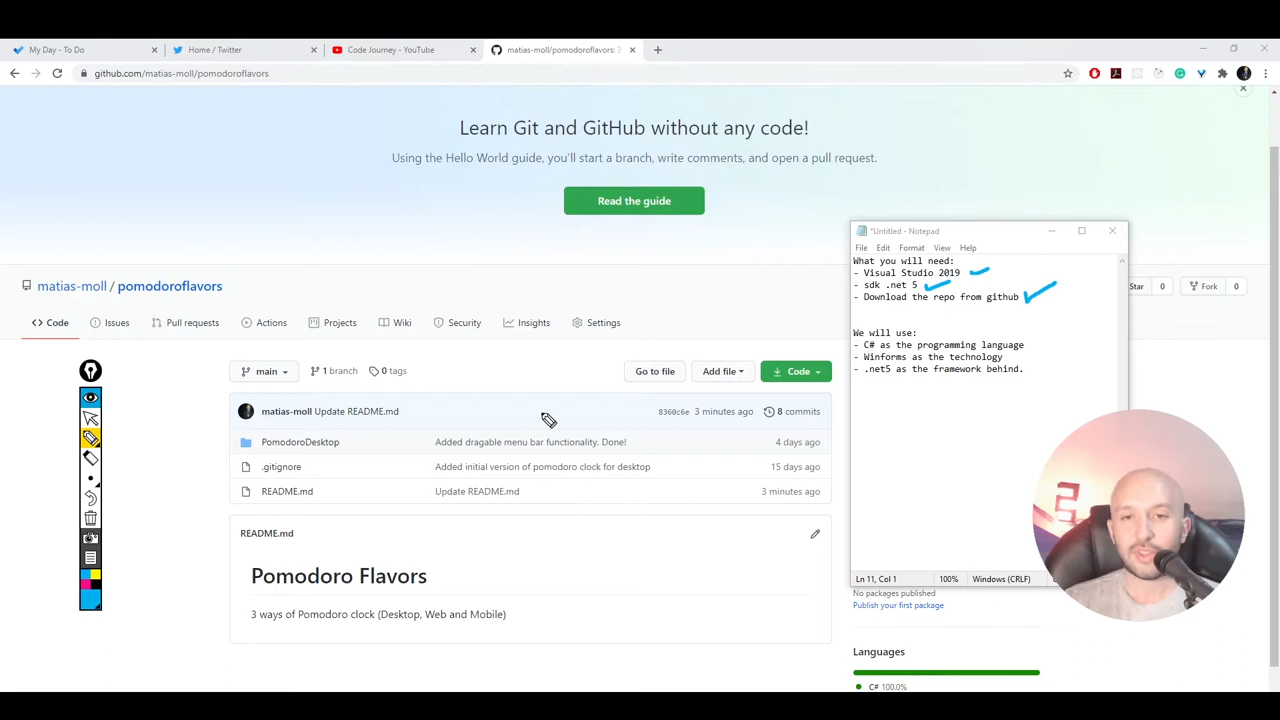 My Day - To Do
Home / Twitter
Code Journey - YouTube
matias-moll/pomodoroflavors: 3
github.com/matias-moll/pomodoroflavors
Learn Git and GitHub without any code!
Using the Hello World guide, you'll start a branch, write comments, and open a pull request.
Read the guide
*Untitled - Notepad
File Edit Format View Help
What you will need:
- Visual Studio 2019
- sdk .net 5
- Download the repo from github
We will use:
- C# as the programming language
- Winforms as the technology
- .net5 as the framework behind.
Ln 11, Col 1 100% Windows (CRLF)
matias-moll / pomodoroflavors
Star 0 Fork 0
Code Issues Pull requests Actions Projects Wiki Security Insights Settings
main 1 branch 0 tags Go to file Add file Code
matias-moll Update README.md 8360c6e 3 minutes ago 8 commits
PomodoroDesktop Added dragable menu bar functionality. Done! 4 days ago
.gitignore Added initial version of pomodoro clock for desktop 15 days ago
README.md Update README.md 3 minutes ago
README.md
Pomodoro Flavors
3 ways of Pomodoro clock (Desktop, Web and Mobile)
No packages published
Publish your first package
Languages
C# 100.0%